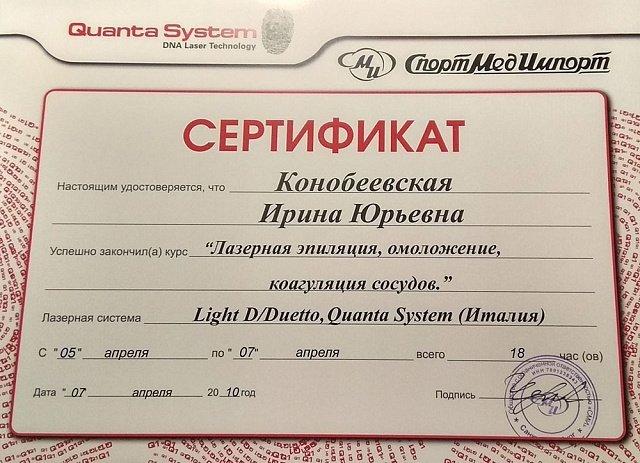 Quanta System
DNA Laser Technology
МИ СпортМедИмпорт
СЕРТИФИКАТ
Настоящим удостоверяется, что Конобеевская
Ирина Юрьевна
Успешно закончил(а) курс “Лазерная эпиляция, омоложение,
коагуляция сосудов.”
Лазерная система Light D/Duetto, Quanta System (Италия)
С "05" апреля по "07" апреля всего 18 час (ов)
Дата "07 апреля 2010 год Подпись